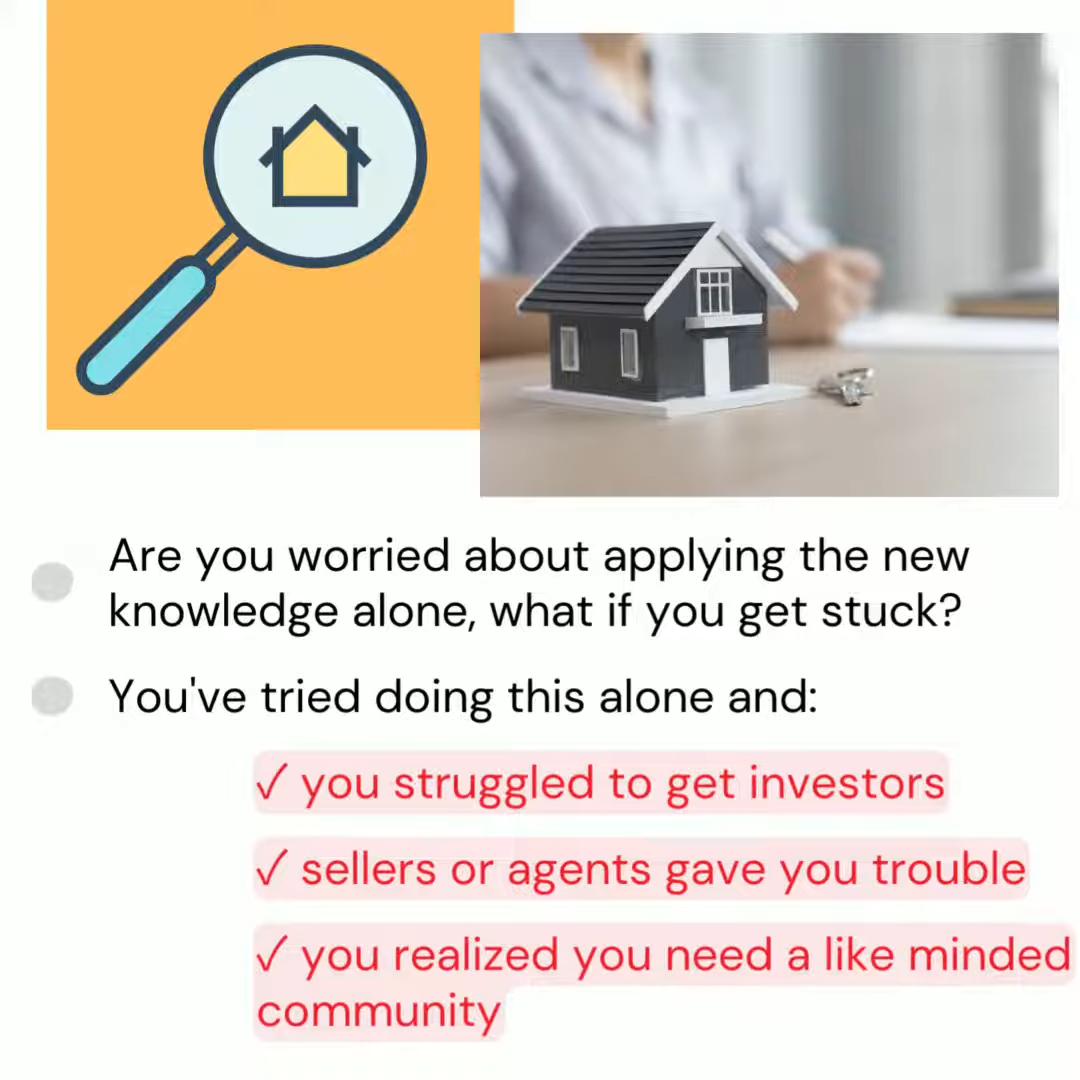 Are you worried about applying the new
knowledge alone, what if you get stuck?
You've tried doing this alone and:
✓ you struggled to get investors
✓ sellers or agents gave you trouble
✓ you realized you need a like minded
community